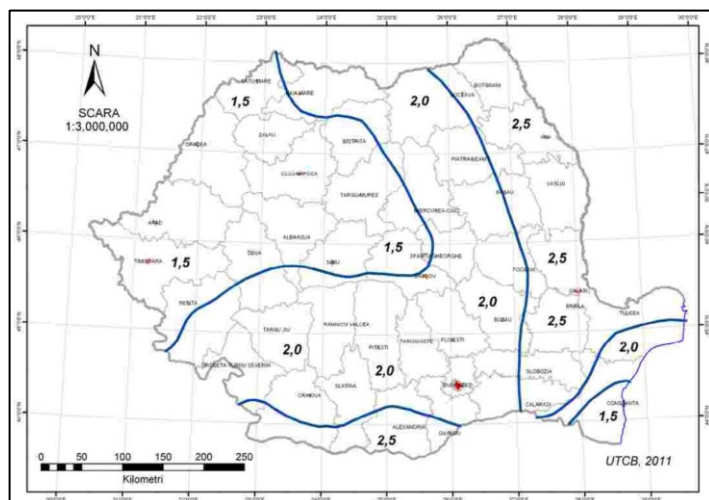 N
SCARA
1:3,000,000
SATU MARE
BAIA MARE
BOTOSANI
SUCEAVA
1,5
2,0
2,5
ZALAU
BISTRITA
ORADEA
CLUJ-NAPOCA
PIATRA NEAMT
BACAU
VASLUI
TARGU-MURES
MIERCUREA-CIUC
ARAD
ALBA-IULIA
1,5
2,5
TIMISOARA
1,5
DEVA
SIBIU
SFANTU GHEORGHE
BRASOV
FOCSANI
GALATI
RESITA
2,0
2,5
BRAILA
TULCEA
TARGU JIU
RAMNICU VALCEA
BUZAU
PITESTI
TARGOVISTE
PLOIESTI
2,0
2,0
2,0
DROBETA-TURNU SEVERIN
SLOBOZIA
CRAIOVA
SLATINA
BUCURESTI
CALARASI
CONSTANTA
1,5
ALEXANDRIA
GIURGIU
2,5
0 50 100 150 200 250
Kilometri
UTCB, 2011